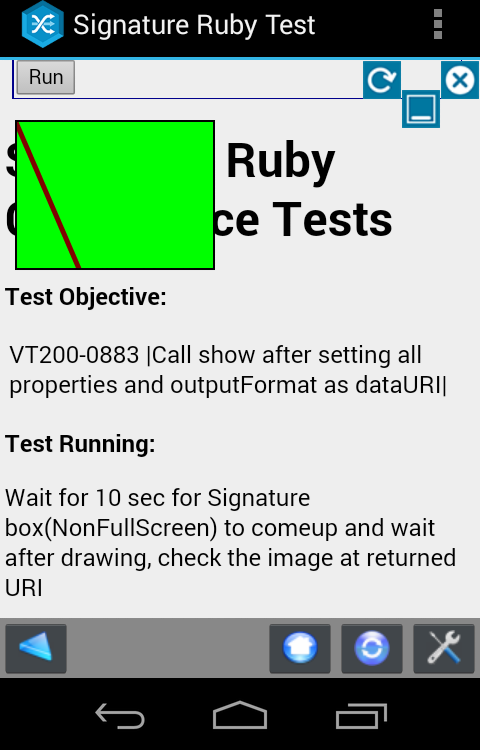 Signature Ruby Test
Run
Ruby
ce Tests
Test Objective:
VT200-0883 |Call show after setting all
properties and outputFormat as dataURI|
Test Running:
Wait for 10 sec for Signature
box(NonFullScreen) to comeup and wait
after drawing, check the image at returned
URI